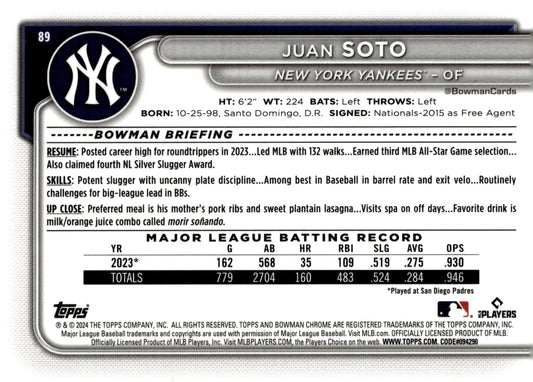 89
NY
TM
JUAN SOTO
NEW YORK YANKEES™ - OF
@BowmanCards
HT: 6'2" WT: 224 BATS: Left THROWS: Left
BORN: 10-25-98, Santo Domingo, D.R. SIGNED: Nationals-2015 as Free Agent
BOWMAN BRIEFING
RESUME: Posted career high for roundtrippers in 2023...Led MLB with 132 walks...Earned third MLB All-Star Game selection...
Also claimed fourth NL Silver Slugger Award.
SKILLS: Potent slugger with uncanny plate discipline...Among best in Baseball in barrel rate and exit velo...Routinely
challenges for big-league lead in BBs.
UP CLOSE: Preferred meal is his mother's pork ribs and sweet plantain lasagna...Visits spa on off days...Favorite drink is
milk/orange juice combo called morir soñando.
MAJOR LEAGUE BATTING RECORD
YR G AB HR RBI SLG AVG OPS
2023* 162 568 35 109 .519 .275 .930
TOTALS 779 2704 160 483 .524 .284 .946
*Played at San Diego Padres
Topps PLAYERS
® & © 2024 THE TOPPS COMPANY, INC. ALL RIGHTS RESERVED. TOPPS AND BOWMAN CHROME ARE REGISTERED TRADEMARKS OF THE TOPPS COMPANY, INC.
Major League Baseball trademarks and copyrights are used with permission of Major League Baseball. Visit MLB.com. OFFICIALLY LICENSED PRODUCT OF MLB.
Officially Licensed Product of MLB Players, Inc. Visit MLBPLAYERS.COM, the Players Choice on the web. WWW.TOPPS.COM. CODE#094290